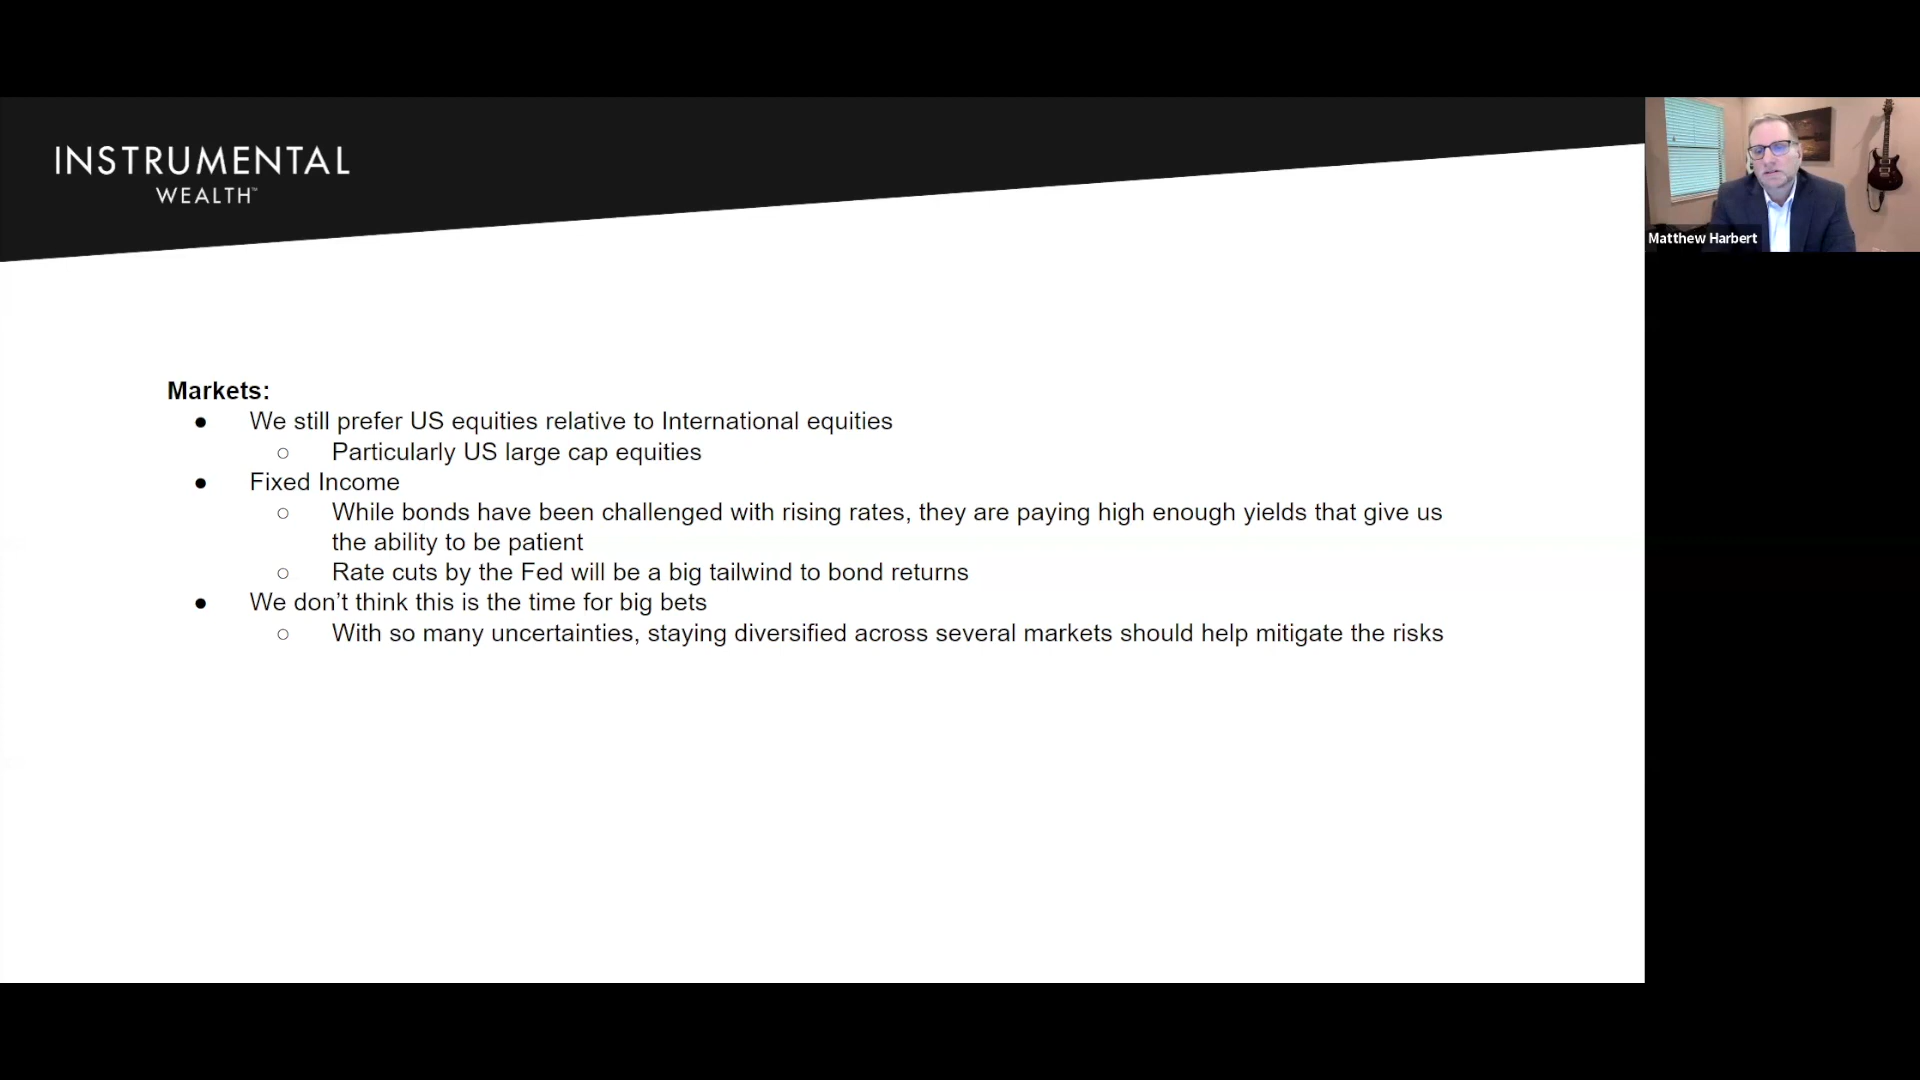 INSTRUMENTAL
WEALTH™
Matthew Harbert
Markets:
● We still prefer US equities relative to International equities
○ Particularly US large cap equities
● Fixed Income
○ While bonds have been challenged with rising rates, they are paying high enough yields that give us
the ability to be patient
○ Rate cuts by the Fed will be a big tailwind to bond returns
● We don’t think this is the time for big bets
○ With so many uncertainties, staying diversified across several markets should help mitigate the risks